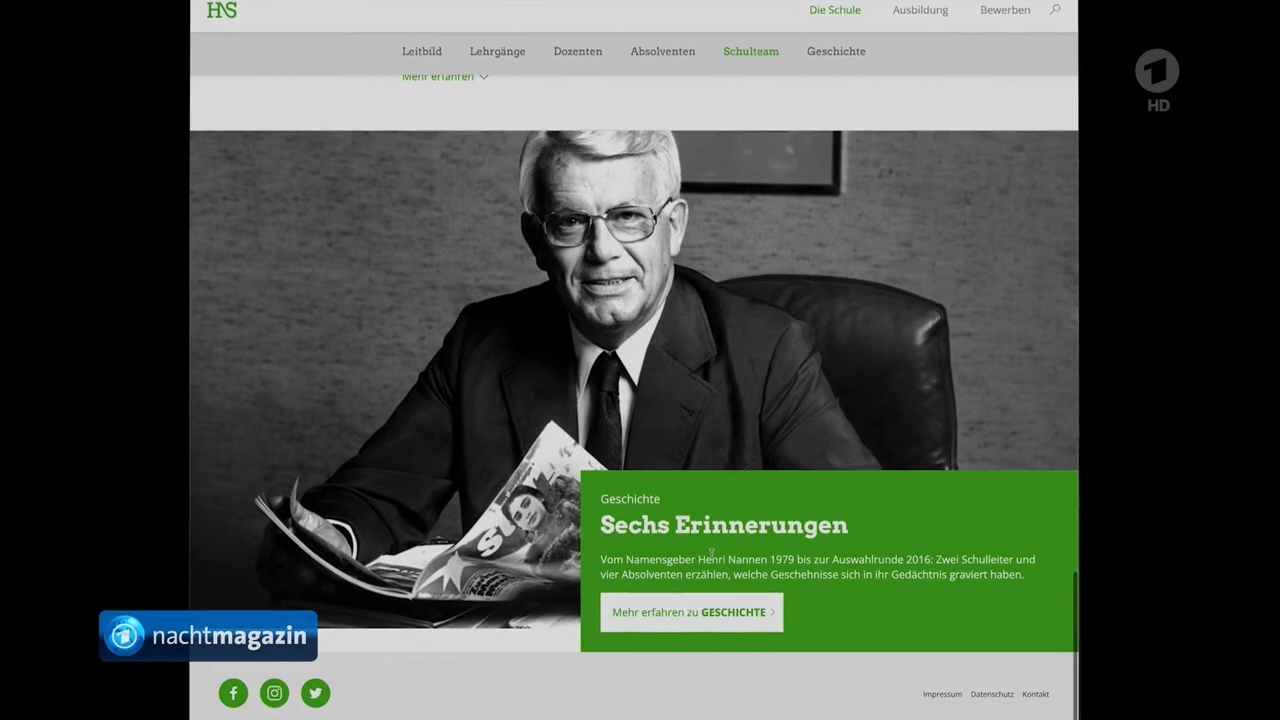 HNS
Die Schule Ausbildung Bewerben
Leitbild Lehrgänge Dozenten Absolventen Schulteam Geschichte
Mehr erfahren
HD
st
Geschichte
Sechs Erinnerungen
Vom Namensgeber Henri Nannen 1979 bis zur Auswahlrunde 2016: Zwei Schulleiter und
vier Absolventen erzählen, welche Geschehnisse sich in ihr Gedächtnis graviert haben.
Mehr erfahren zu GESCHICHTE
nachtmagazin
Impressum Datenschutz Kontakt